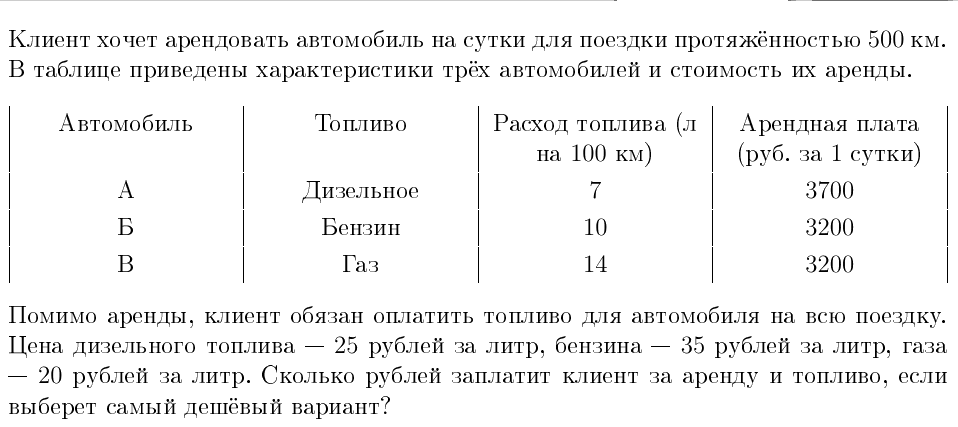 Клиент хочет арендовать автомобиль на сутки для поездки протяжённостью 500 км.
В таблице приведены характеристики трёх автомобилей и стоимость их аренды.
Автомобиль Топливо Расход топлива (л на 100 км) Арендная плата (руб. за 1 сутки)
А Дизельное 7 3700
Б Бензин 10 3200
В Газ 14 3200
Помимо аренды, клиент обязан оплатить топливо для автомобиля на всю поездку.
Цена дизельного топлива — 25 рублей за литр, бензина — 35 рублей за литр, газа
— 20 рублей за литр. Сколько рублей заплатит клиент за аренду и топливо, если
выберет самый дешёвый вариант?